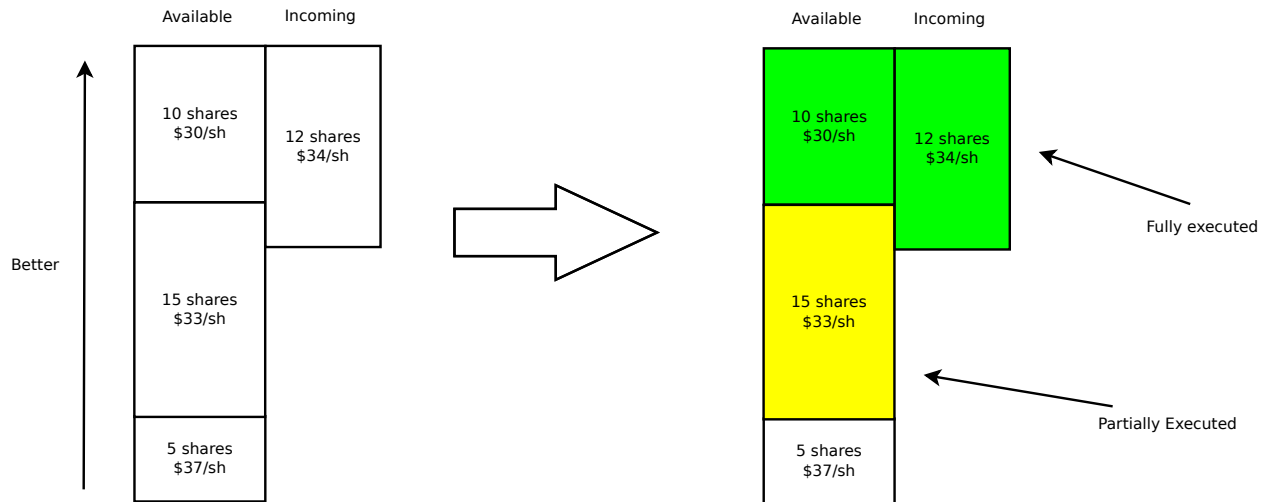 Available
Incoming
10 shares
$30/sh
12 shares
$34/sh
Better
15 shares
$33/sh
5 shares
$37/sh
Available
Incoming
10 shares
$30/sh
12 shares
$34/sh
Fully executed
15 shares
$33/sh
Partially Executed
5 shares
$37/sh